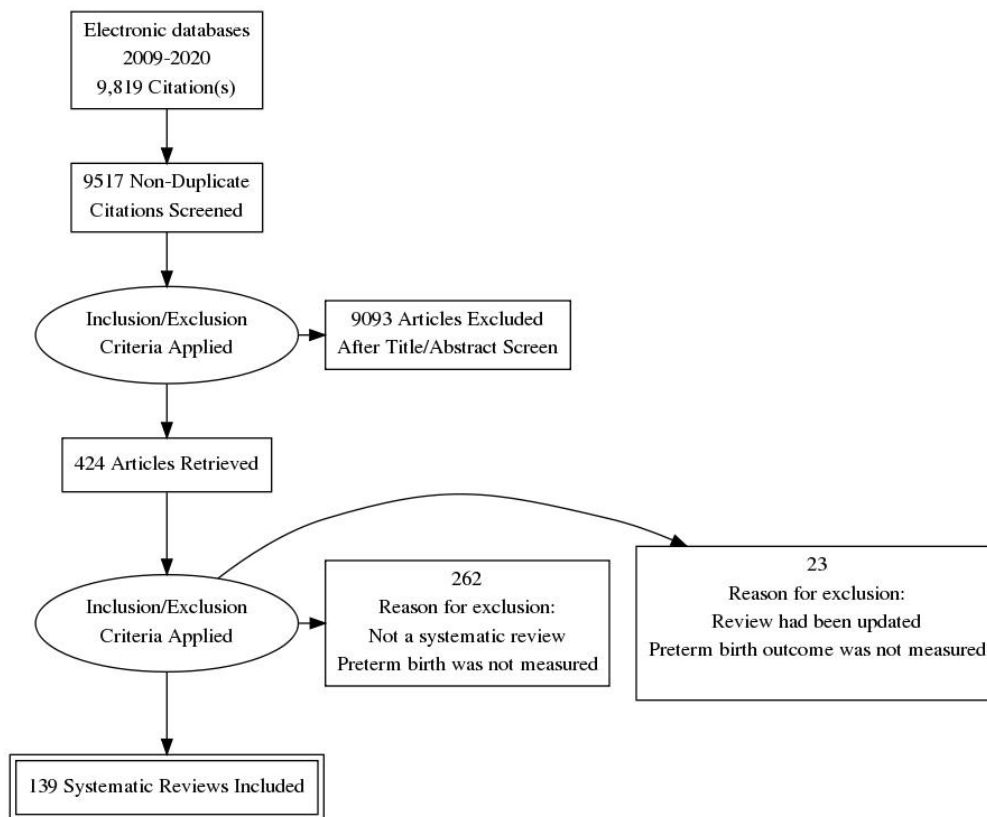 Electronic databases
2009-2020
9,819 Citation(s)
9517 Non-Duplicate
Citations Screened
Inclusion/Exclusion
Criteria Applied
9093 Articles Excluded
After Title/Abstract Screen
424 Articles Retrieved
Inclusion/Exclusion
Criteria Applied
262
Reason for exclusion:
Not a systematic review
Preterm birth was not measured
23
Reason for exclusion:
Review had been updated
Preterm birth outcome was not measured
139 Systematic Reviews Included